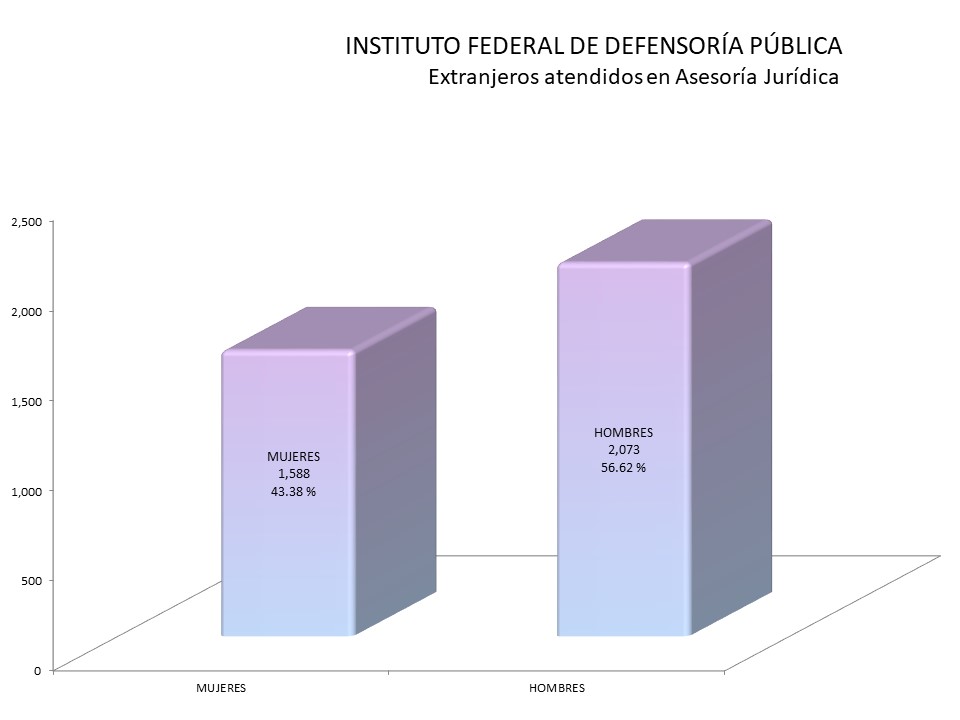 INSTITUTO FEDERAL DE DEFENSORÍA PÚBLICA
Extranjeros atendidos en Asesoría Jurídica
2,500
2,000
1,500
1,000
500
0
MUJERES
1,588
43.38 %
HOMBRES
2,073
56.62 %
MUJERES
HOMBRES